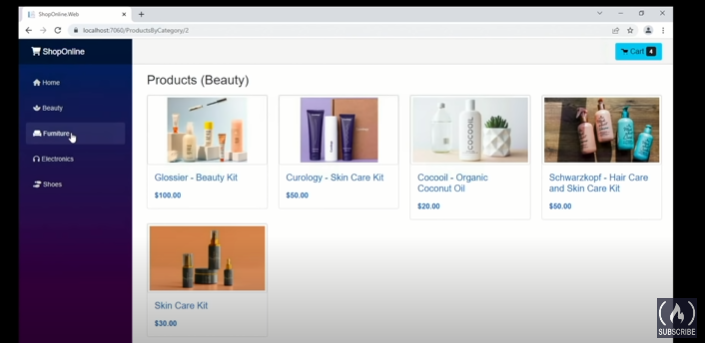 ShopOnline.Web
localhost:7060/ProductsByCategory/2
ShopOnline
Cart 4
Home
Beauty
Furniture
Electronics
Shoes
Products (Beauty)
Glossier - Beauty Kit
$100.00
Curology - Skin Care Kit
$50.00
COCOOIL
Cocooil - Organic
Coconut Oil
$20.00
Schwarzkopf - Hair Care
and Skin Care Kit
$50.00
Skin Care Kit
$30.00
SUBSCRIBE